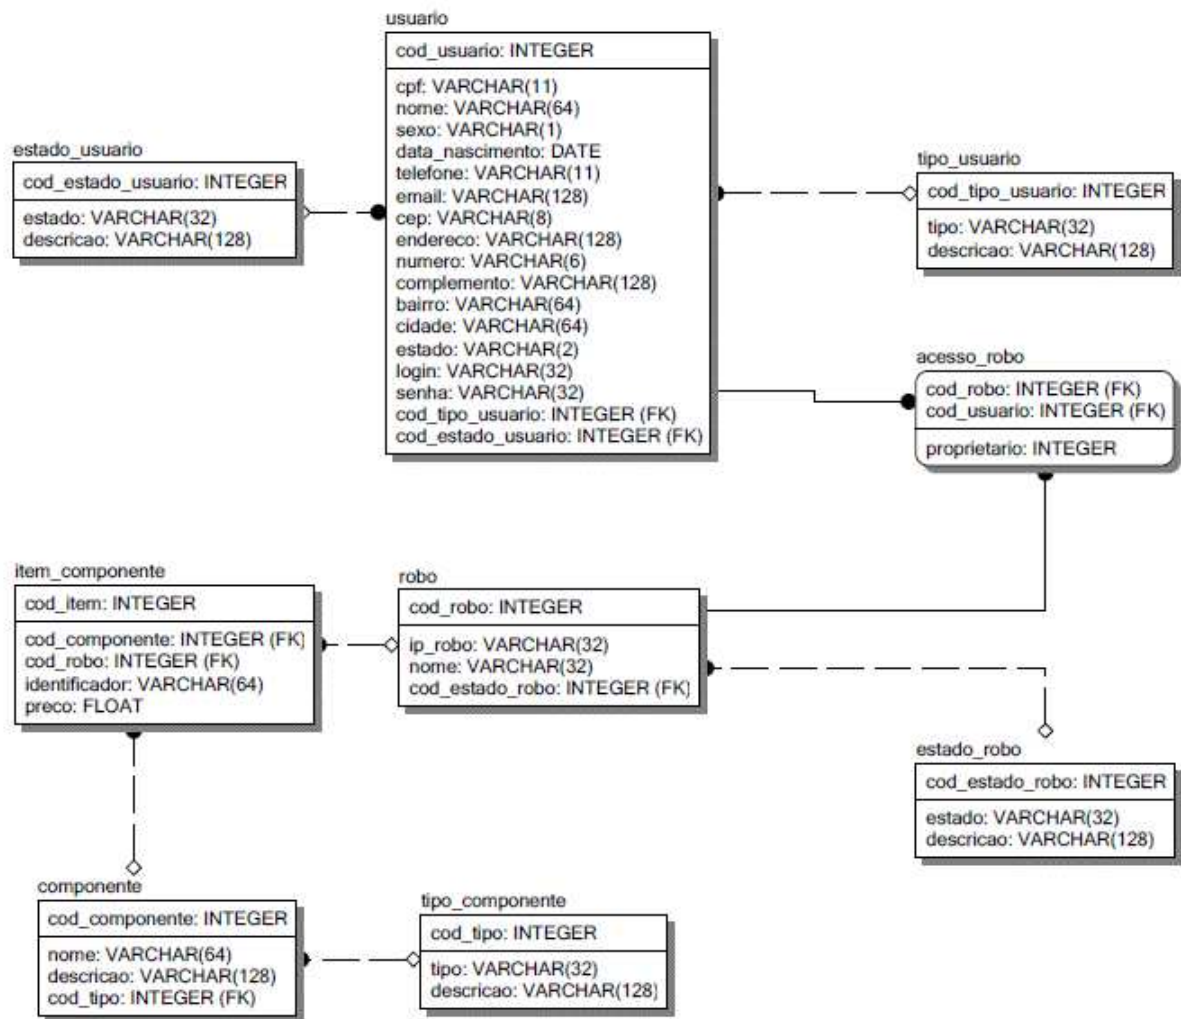 usuario
cod_usuario: INTEGER
cpf: VARCHAR(11)
nome: VARCHAR(64)
sexo: VARCHAR(1)
data_nascimento: DATE
telefone: VARCHAR(11)
email: VARCHAR(128)
cep: VARCHAR(8)
endereco: VARCHAR(128)
numero: VARCHAR(6)
complemento: VARCHAR(128)
bairro: VARCHAR(64)
cidade: VARCHAR(64)
estado: VARCHAR(2)
login: VARCHAR(32)
senha: VARCHAR(32)
cod_tipo_usuario: INTEGER (FK)
cod_estado_usuario: INTEGER (FK)
estado_usuario
cod_estado_usuario: INTEGER
estado: VARCHAR(32)
descricao: VARCHAR(128)
tipo_usuario
cod_tipo_usuario: INTEGER
tipo: VARCHAR(32)
descricao: VARCHAR(128)
acesso_robo
cod_robo: INTEGER (FK)
cod_usuario: INTEGER (FK)
proprietario: INTEGER
item_componente
cod_item: INTEGER
cod_componente: INTEGER (FK)
cod_robo: INTEGER (FK)
identificador: VARCHAR(64)
preco: FLOAT
robo
cod_robo: INTEGER
ip_robo: VARCHAR(32)
nome: VARCHAR(32)
cod_estado_robo: INTEGER (FK)
estado_robo
cod_estado_robo: INTEGER
estado: VARCHAR(32)
descricao: VARCHAR(128)
componente
cod_componente: INTEGER
nome: VARCHAR(64)
descricao: VARCHAR(128)
cod_tipo: INTEGER (FK)
tipo_componente
cod_tipo: INTEGER
tipo: VARCHAR(32)
descricao: VARCHAR(128)